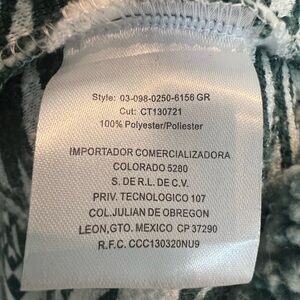 Style: 03-098-0250-6156 GR
Cut: CT130721
100% Polyester/Poliester
IMPORTADOR COMERCIALIZADORA
COLORADO 5280
S. DE R.L. DE C.V.
PRIV. TECNOLOGICO 107
COL.JULIAN DE OBREGON
LEON,GTO. MEXICO CP 37290
R.F.C. CCC130320NU9